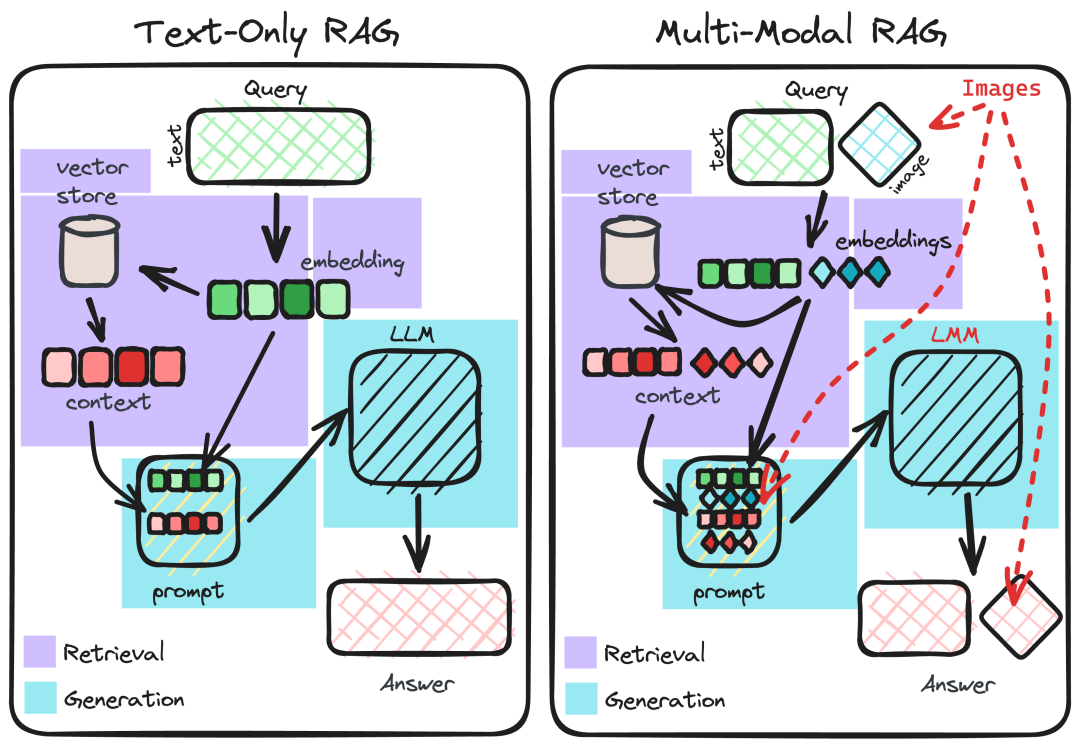 Text-Only RAG
Query
text
vector
store
embedding
LLM
context
prompt
Answer
Retrieval
Generation
Multi-Modal RAG
Images
Query
text
image
vector
store
embeddings
LMM
context
prompt
Answer
Retrieval
Generation